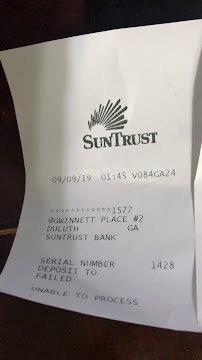 SUNTRUST
09/09/19 01:45 V084GA24
************1577
@GWINNETT PLACE #2
DULUTH GA
SUNTRUST BANK
SERIAL NUMBER 1428
DEPOSIT TO
FAILED
UNABLE TO PROCESS